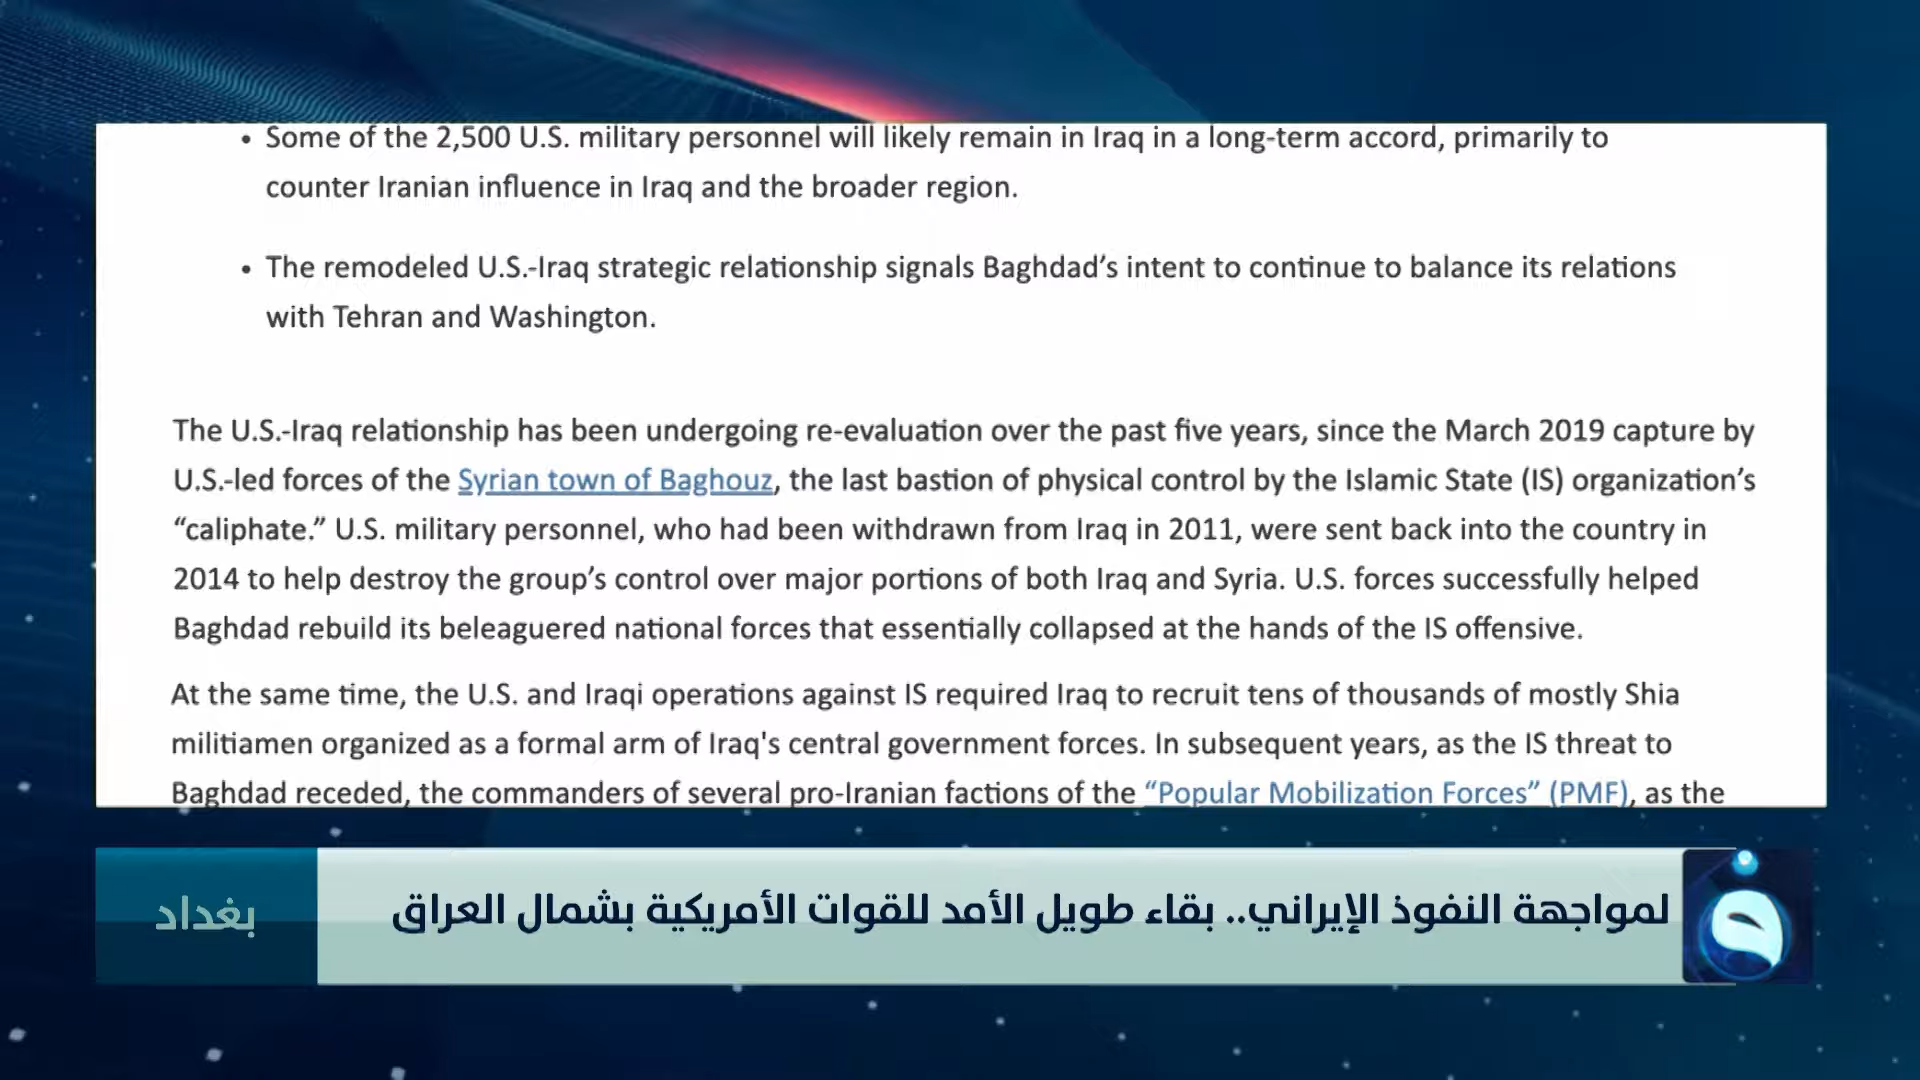 • Some of the 2,500 U.S. military personnel will likely remain in Iraq in a long-term accord, primarily to
counter Iranian influence in Iraq and the broader region.
• The remodeled U.S.-Iraq strategic relationship signals Baghdad’s intent to continue to balance its relations
with Tehran and Washington.
The U.S.-Iraq relationship has been undergoing re-evaluation over the past five years, since the March 2019 capture by
U.S.-led forces of the Syrian town of Baghouz, the last bastion of physical control by the Islamic State (IS) organization’s
“caliphate.” U.S. military personnel, who had been withdrawn from Iraq in 2011, were sent back into the country in
2014 to help destroy the group’s control over major portions of both Iraq and Syria. U.S. forces successfully helped
Baghdad rebuild its beleaguered national forces that essentially collapsed at the hands of the IS offensive.
At the same time, the U.S. and Iraqi operations against IS required Iraq to recruit tens of thousands of mostly Shia
militiamen organized as a formal arm of Iraq's central government forces. In subsequent years, as the IS threat to
Baghdad receded, the commanders of several pro-Iranian factions of the “Popular Mobilization Forces” (PMF), as the
لمواجهة النفوذ الإيراني.. بقاء طويل الأمد للقوات الأمريكية بشمال العراق
بغداد